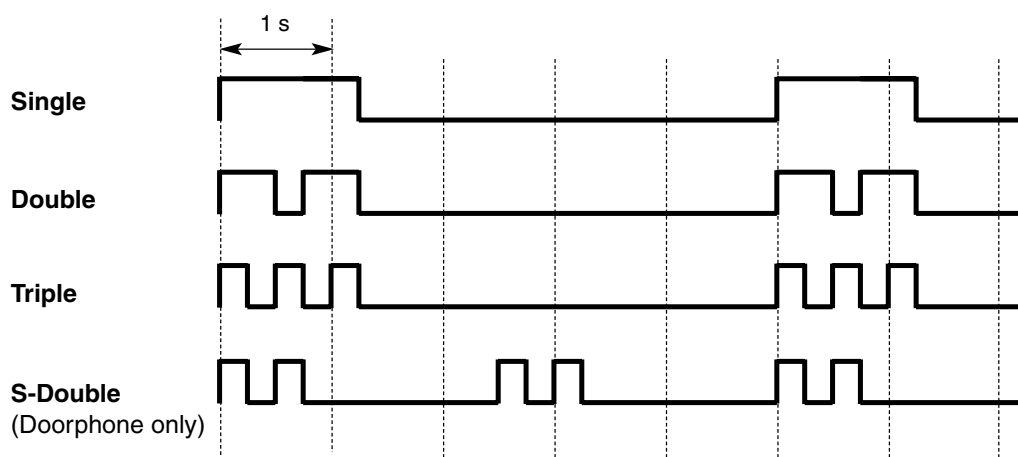 1 s
Single
Double
Triple
S-Double
(Doorphone only)